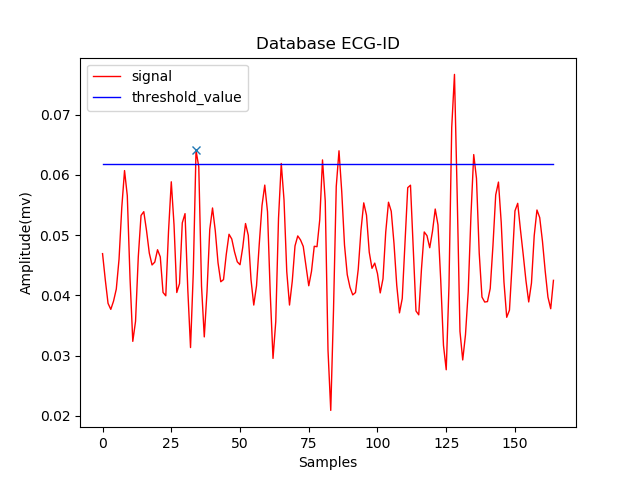 Database ECG-ID
signal
threshold_value
Amplitude(mv)
0.07
0.06
0.05
0.04
0.03
0.02
0 25 50 75 100 125 150
Samples